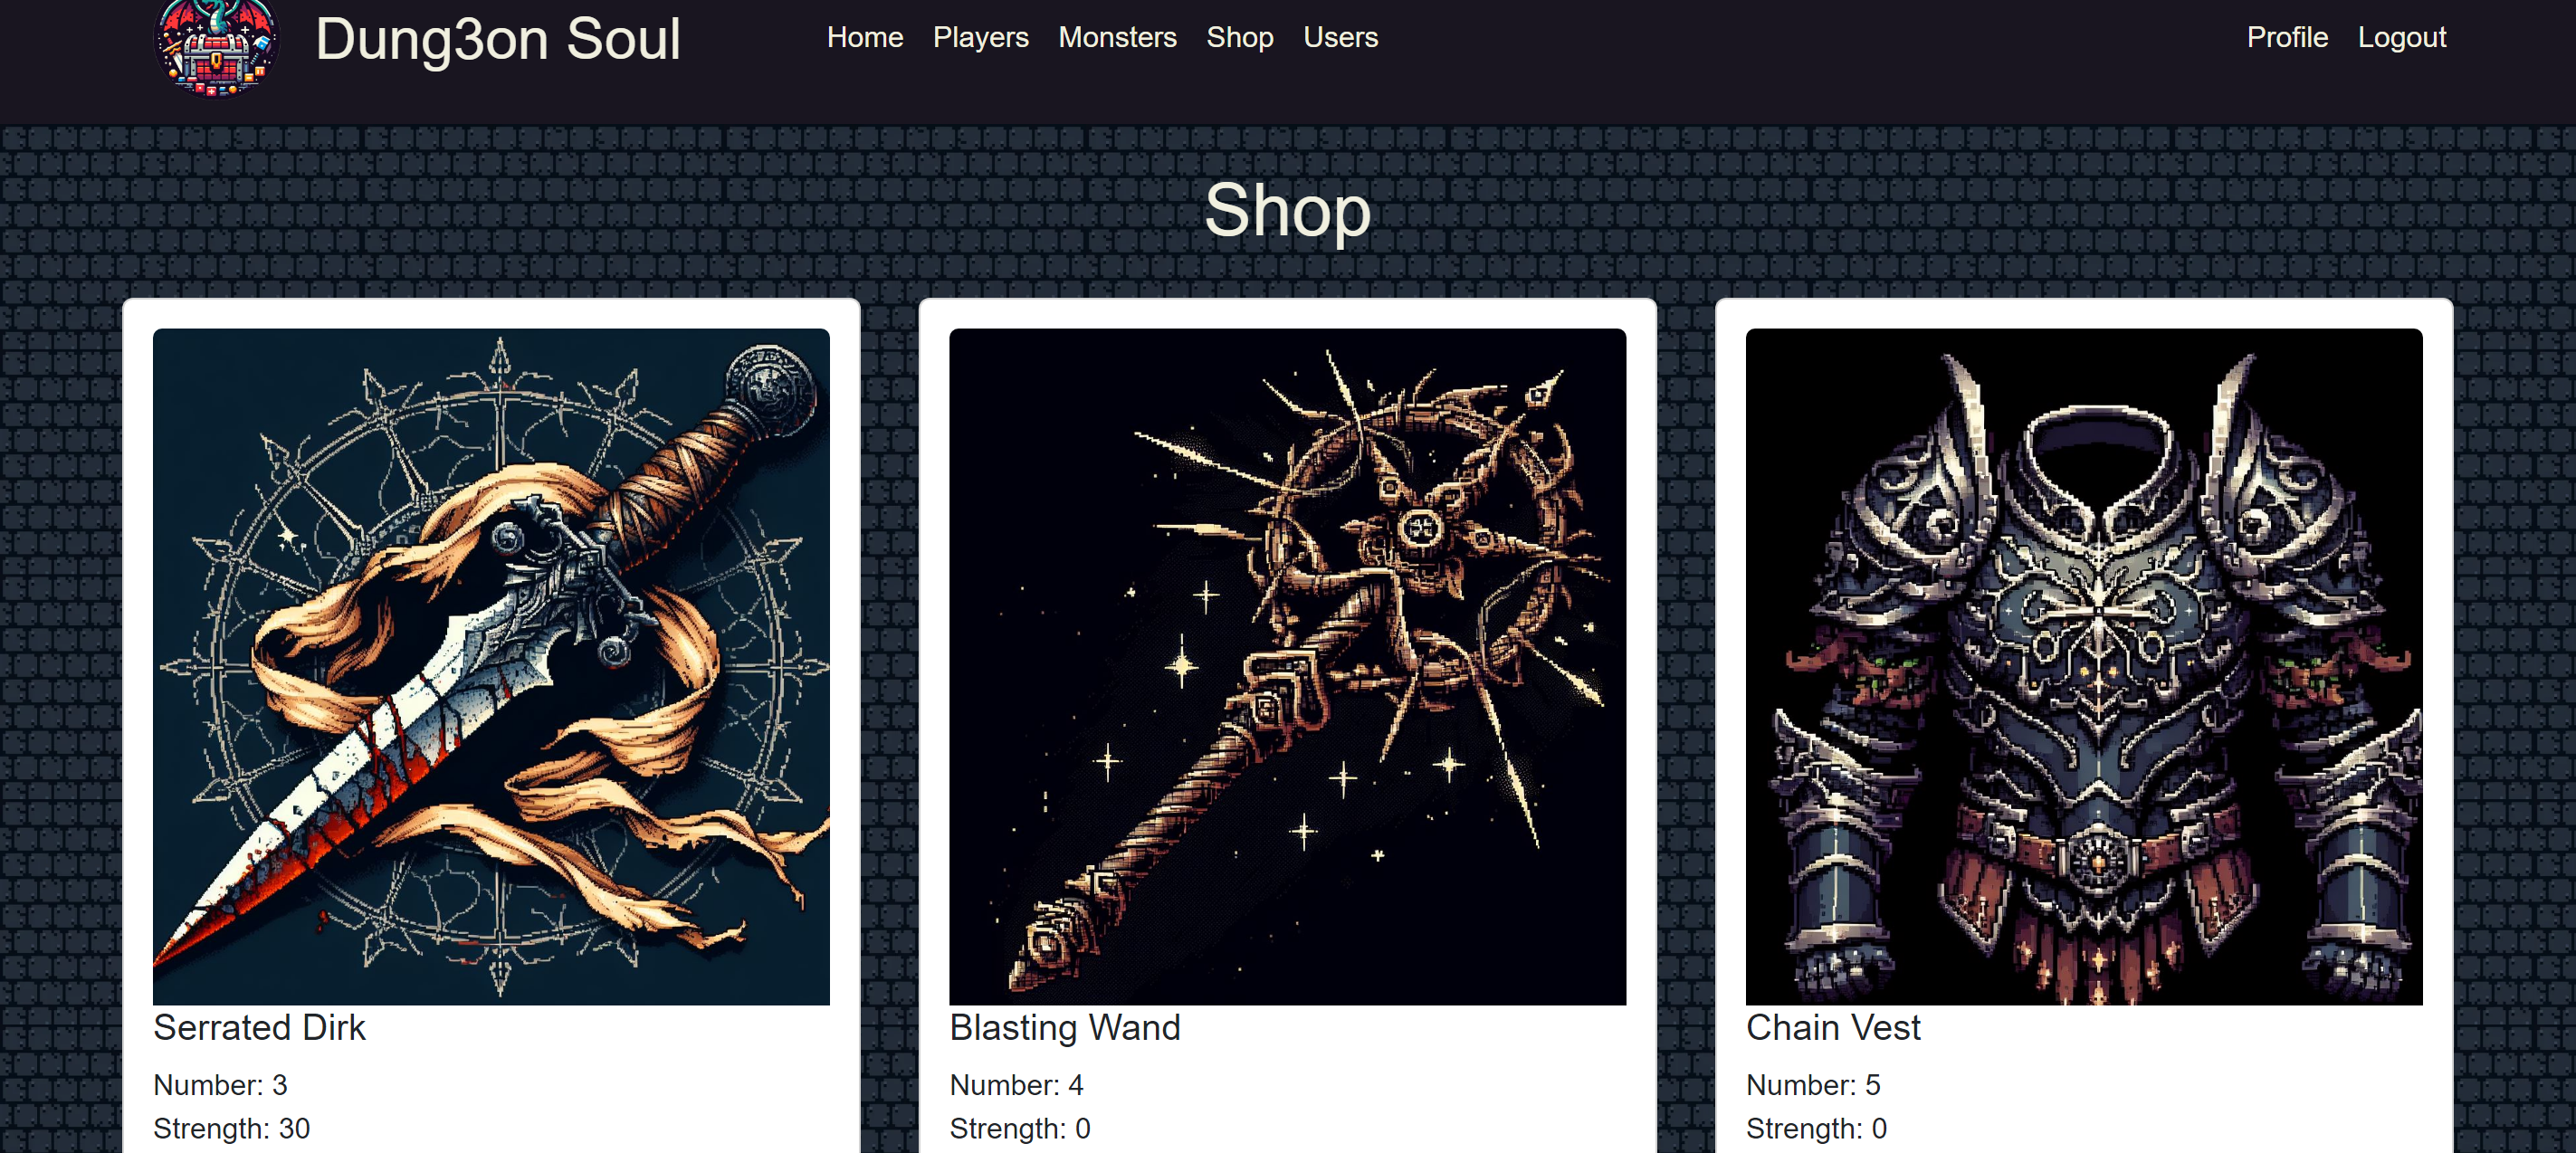 Dung3on Soul
Home Players Monsters Shop Users
Profile Logout
Shop
Serrated Dirk
Number: 3
Strength: 30
Blasting Wand
Number: 4
Strength: 0
Chain Vest
Number: 5
Strength: 0